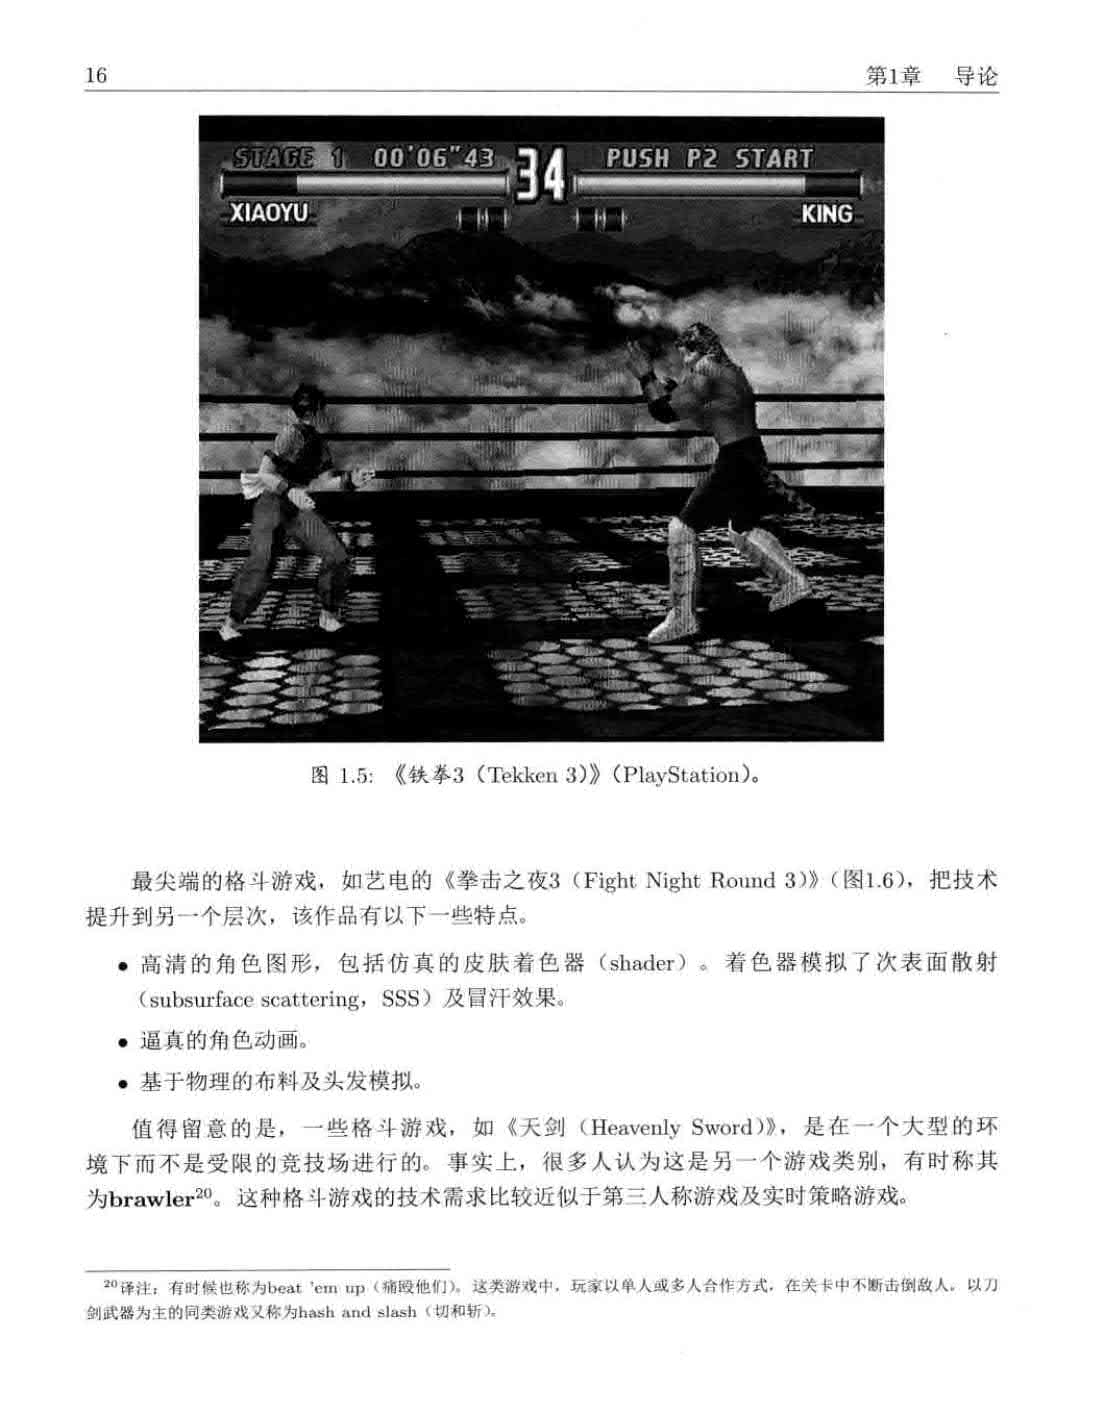 16
第1章 导论
STAGE 1 00'06"43 34 PUSH P2 START
XIAOYU KING
图 1.5: 《铁拳3（Tekken 3）》（PlayStation）。
最尖端的格斗游戏，如艺电的《拳击之夜3（Fight Night Round 3）》（图1.6），把技术
提升到另一个层次，该作品有以下一些特点。
• 高清的角色图形，包括仿真的皮肤着色器（shader）。着色器模拟了次表面散射
（subsurface scattering，SSS）及冒汗效果。
• 逼真的角色动画。
• 基于物理的布料及头发模拟。
值得留意的是，一些格斗游戏，如《天剑（Heavenly Sword）》，是在一个大型的环
境下而不是受限的竞技场进行的。事实上，很多人认为这是另一个游戏类别，有时称其
为brawler20。这种格斗游戏的技术需求比较近似于第三人称游戏及实时策略游戏。
20译注：有时候也称为beat 'em up（痛殴他们）。这类游戏中，玩家以单人或多人合作方式，在关卡中不断击倒敌人。以刀
剑武器为主的同类游戏又称为hash and slash（切和斩）。